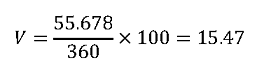 V = 55.678/360 × 100 = 15.47